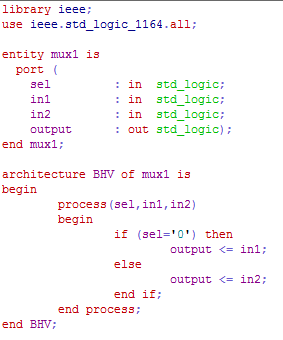 library ieee;
use ieee.std_logic_1164.all;

entity mux1 is
  port (
    sel         : in  std_logic;
    in1         : in  std_logic;
    in2         : in  std_logic;
    output      : out std_logic);
end mux1;

architecture BHV of mux1 is
begin
        process(sel,in1,in2)
        begin
                if (sel='0') then
                        output <= in1;
                else
                        output <= in2;
                end if;
        end process;
end BHV;